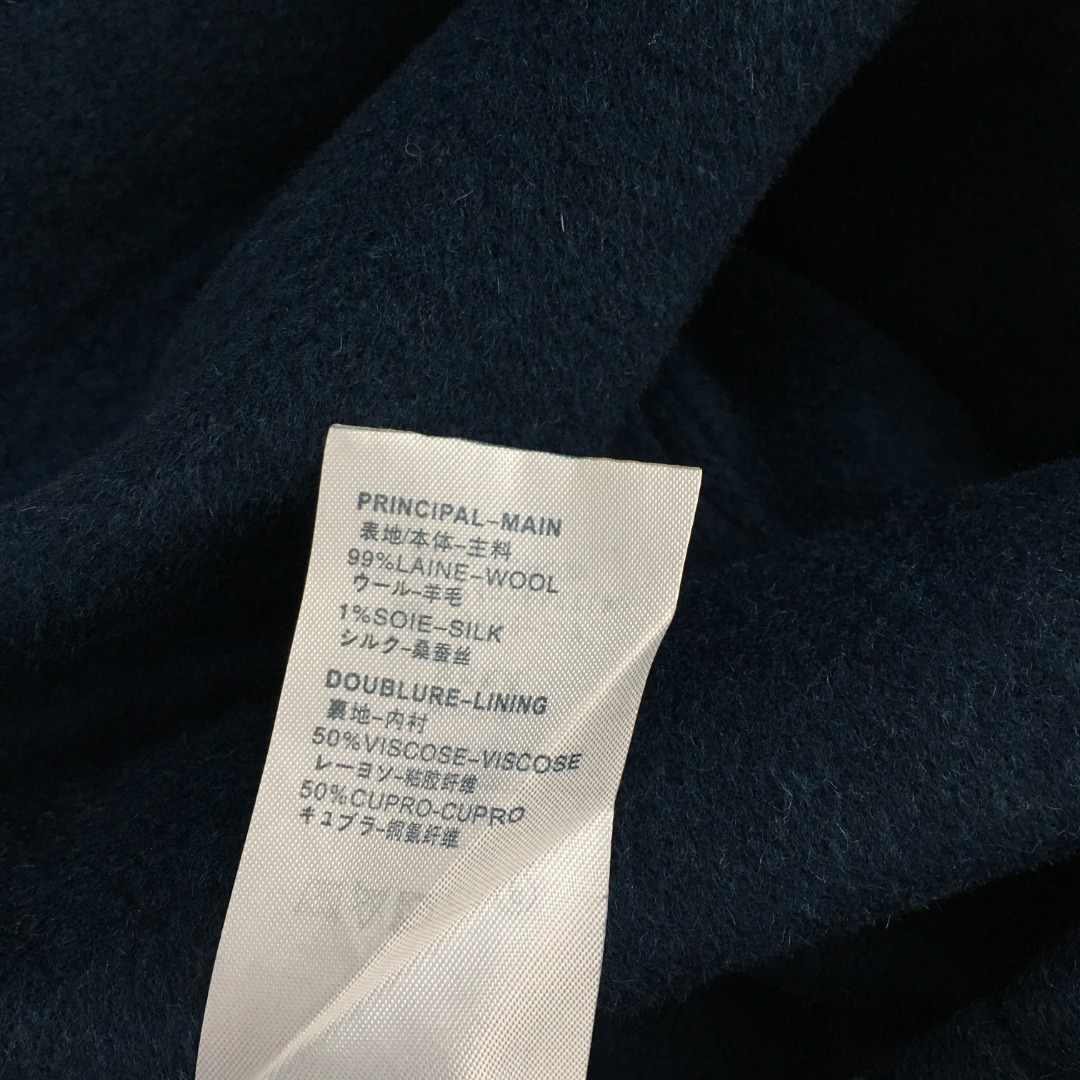 PRINCIPAL–MAIN
表地/本体–主料
99%LAINE–WOOL
ウール–羊毛
1%SOIE–SILK
シルク–桑蚕丝
DOUBLURE–LINING
裏地–内村
50%VISCOSE–VISCOSE
レーヨソ–粘胶纤维
50%CUPRO-CUPRO
キュプラ–铜氨纤维